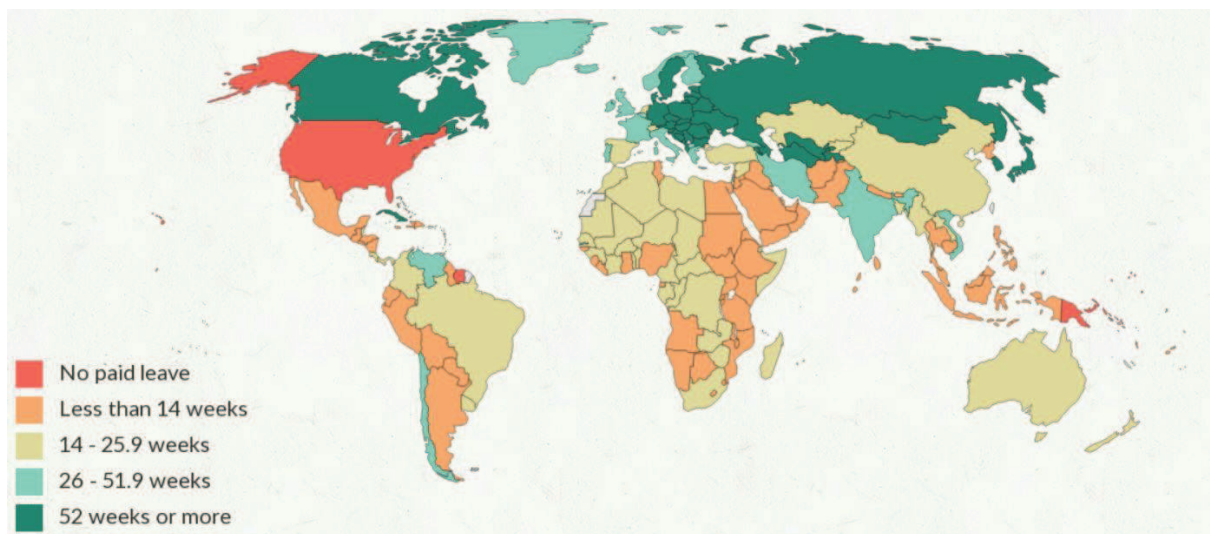 No paid leave
Less than 14 weeks
14 - 25.9 weeks
26 - 51.9 weeks
52 weeks or more